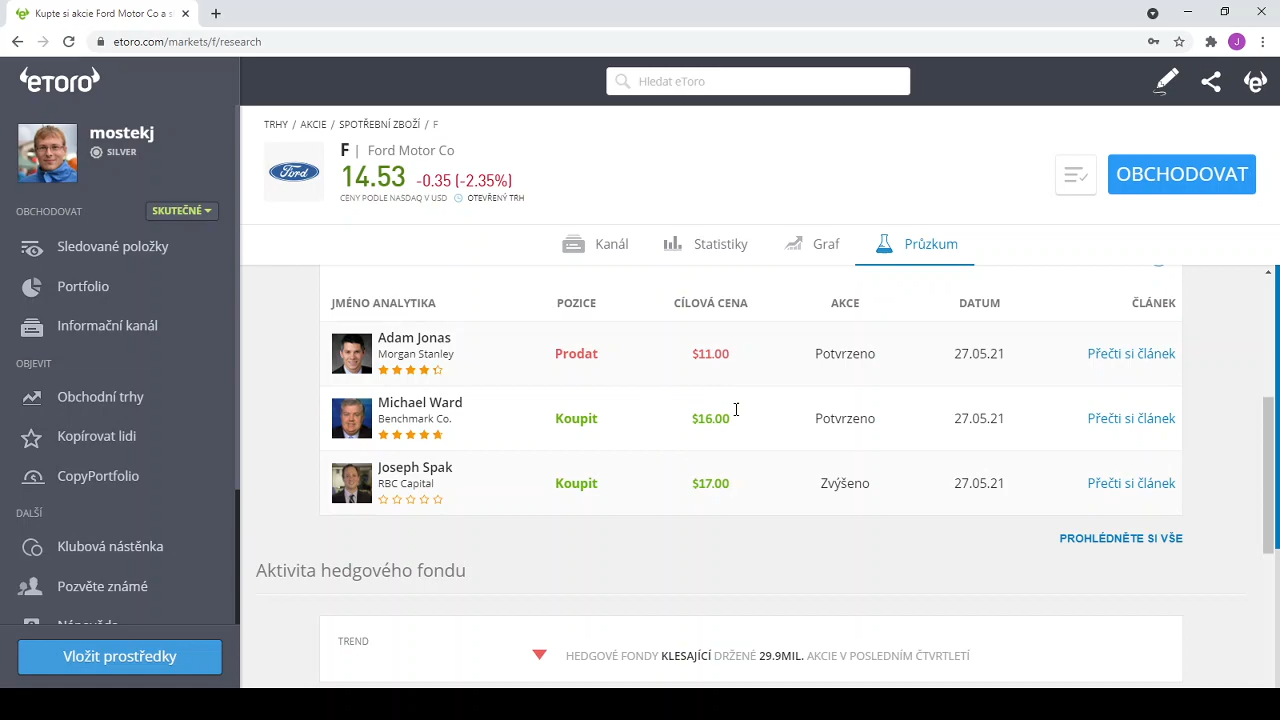 Kupte si akcie Ford Motor Co a s
etoro.com/markets/f/research
J
eToro
Hledat eToro
mostekj
SILVER
OBCHODOVAT
SKUTEČNÉ
Sledované položky
Portfolio
Informační kanál
OBJEVIT
Obchodní trhy
Kopírovat lidi
CopyPortfolio
DALŠÍ
Klubová nástěnka
Pozvěte známé
Nápověda
Vložit prostředky
TRHY / AKCIE / SPOTŘEBNÍ ZBOŽÍ / F
Ford
F | Ford Motor Co
14.53 -0.35 (-2.35%)
CENY PODLE NASDAQ V USD OTEVŘENÝ TRH
OBCHODOVAT
Kanál Statistiky Graf Průzkum
JMÉNO ANALYTIKA POZICE CÍLOVÁ CENA AKCE DATUM ČLÁNEK
Adam Jonas
Morgan Stanley
Prodat $11.00 Potvrzeno 27.05.21 Přečti si článek
Michael Ward
Benchmark Co.
Koupit $16.00 Potvrzeno 27.05.21 Přečti si článek
Joseph Spak
RBC Capital
Koupit $17.00 Zvýšeno 27.05.21 Přečti si článek
PROHLÉDNĚTE SI VŠE
Aktivita hedgového fondu
TREND
HEDGOVÉ FONDY KLESAJÍCÍ DRŽENÉ 29.9MIL. AKCIE V POSLEDNÍM ČTVRTLETÍ